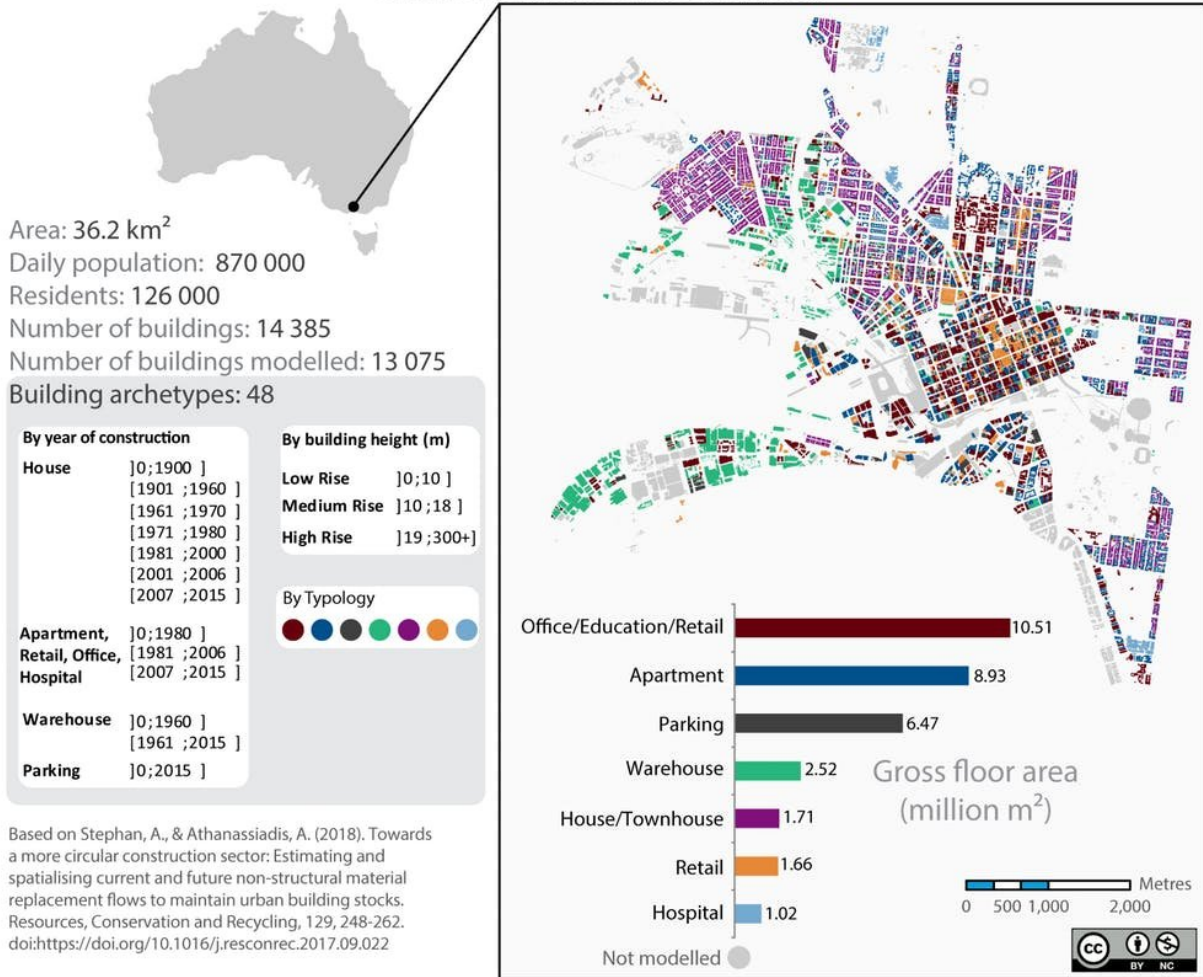 Area: 36.2 km²
Daily population: 870 000
Residents: 126 000
Number of buildings: 14 385
Number of buildings modelled: 13 075
Building archetypes: 48
By year of construction
House ]0;1900 ]
[1901 ;1960 ]
[1961 ;1970 ]
[1971 ;1980 ]
[1981 ;2000 ]
[2001 ;2006 ]
[2007 ;2015 ]
Apartment, ]0;1980 ]
Retail, Office, [1981 ;2006 ]
Hospital [2007 ;2015 ]
Warehouse ]0;1960 ]
[1961 ;2015 ]
Parking ]0;2015 ]
By building height (m)
Low Rise ]0;10 ]
Medium Rise ]10 ;18 ]
High Rise ]19 ;300+]
By Typology
Based on Stephan, A., & Athanassiadis, A. (2018). Towards
a more circular construction sector: Estimating and
spatialising current and future non-structural material
replacement flows to maintain urban building stocks.
Resources, Conservation and Recycling, 129, 248-262.
doi:https://doi.org/10.1016/j.resconrec.2017.09.022
Office/Education/Retail 10.51
Apartment 8.93
Parking 6.47
Warehouse 2.52
House/Townhouse 1.71
Retail 1.66
Hospital 1.02
Not modelled
Gross floor area
(million m²)
Metres
0 500 1,000 2,000
cc
BY NC